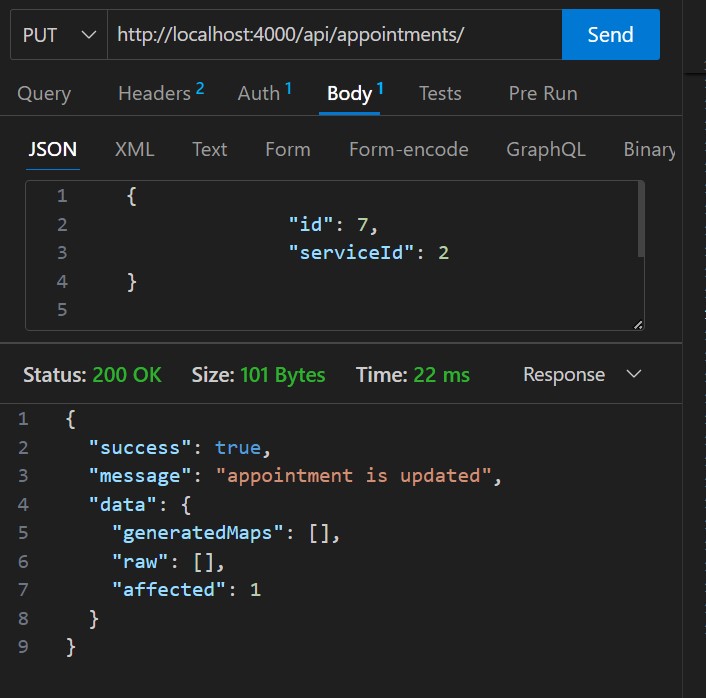 PUT http://localhost:4000/api/appointments/ Send
Query Headers 2 Auth 1 Body 1 Tests Pre Run
JSON XML Text Form Form-encode GraphQL Binary
1 {
2 "id": 7,
3 "serviceId": 2
4 }
5
Status: 200 OK Size: 101 Bytes Time: 22 ms Response
1 {
2 "success": true,
3 "message": "appointment is updated",
4 "data": {
5 "generatedMaps": [],
6 "raw": [],
7 "affected": 1
8 }
9 }